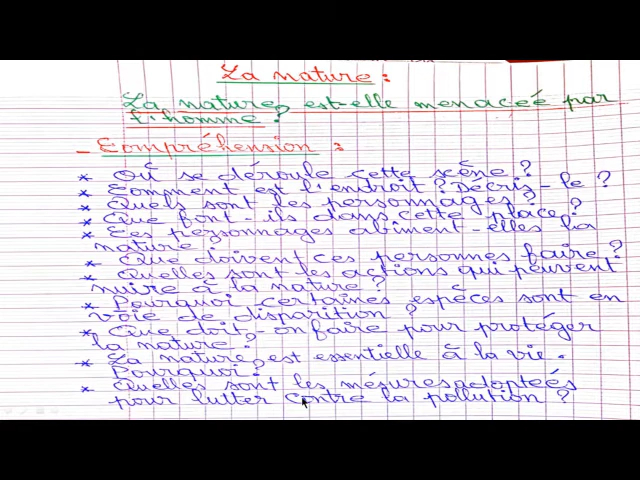 La nature :
La nature est-elle menaceé par
l'homme ?
- Compréhension :
* Où se déroule cette scène ?
* Comment est l'endroit ? Décris-le ?
* Quels sont les personnages ?
* Que font-ils dans cette place ?
* Ces personnages abiment-elles la
nature ?
* Que doivent ces personnes faire ?
* Quelles sont les actions qui peuvent
nuire à la nature ?
* Pourquoi certaines espéces sont en
voie de disparition ?
* Que doit-on faire pour protéger
la nature ?
* La nature est essentielle à la vie .
Pourquoi ?
* Quelles sont les mésures adopteés
pour lutter contre la pollution ?